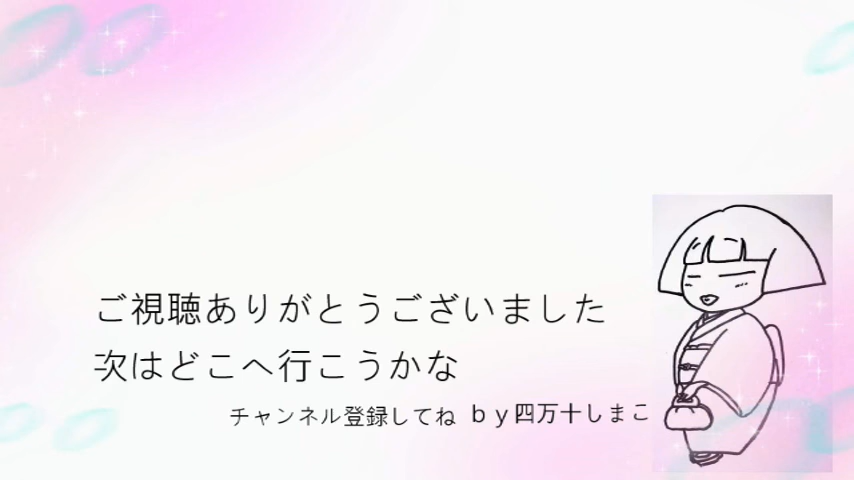 ご視聴ありがとうございました
次はどこへ行こうかな
チャンネル登録してね ｂｙ四万十しまこ